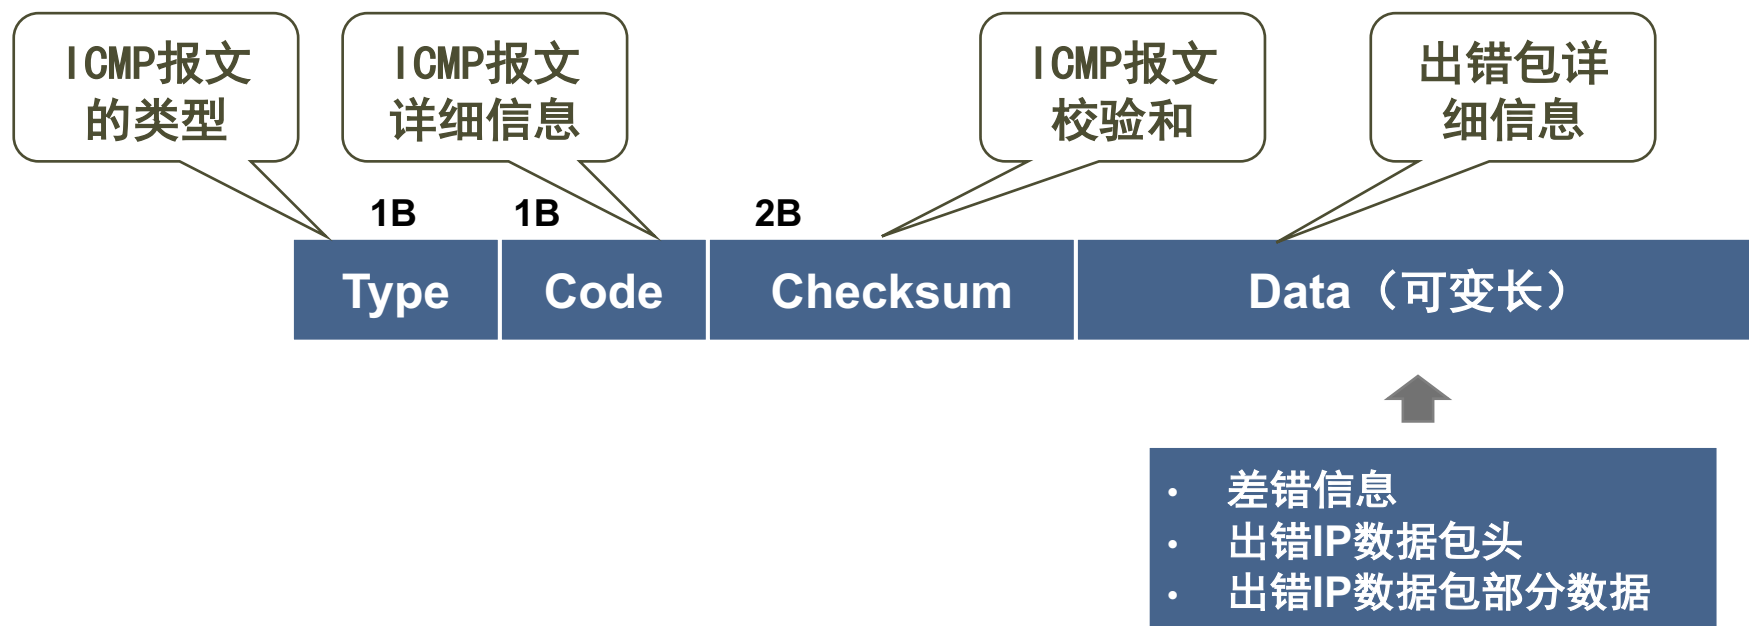 ICMP报文
的类型
ICMP报文
详细信息
ICMP报文
校验和
出错包详
细信息
1B
1B
2B
Type
Code
Checksum
Data（可变长）
• 差错信息
• 出错IP数据包头
• 出错IP数据包部分数据